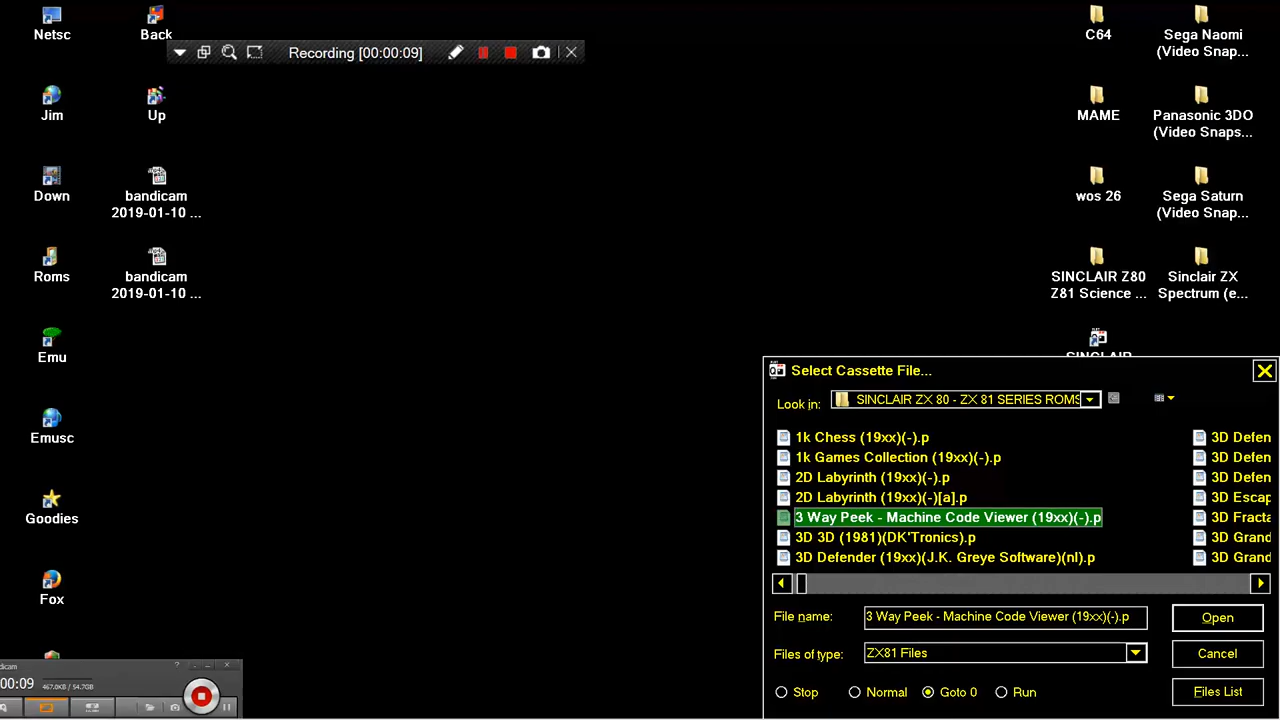 Netsc
Back
Recording [00:00:09]
C64
Sega Naomi
(Video Snap...
Jim
Up
MAME
Panasonic 3DO
(Video Snaps...
Down
bandicam
2019-01-10 ...
wos 26
Sega Saturn
(Video Snap...
Roms
bandicam
2019-01-10 ...
SINCLAIR Z80
Z81 Science ...
Sinclair ZX
Spectrum (e...
Emu
SINCLAIR
Emusc
Goodies
Fox
Select Cassette File...
Look in:
SINCLAIR ZX 80 - ZX 81 SERIES ROMS
1k Chess (19xx)(-).p
1k Games Collection (19xx)(-).p
2D Labyrinth (19xx)(-).p
2D Labyrinth (19xx)(-)[a].p
3 Way Peek - Machine Code Viewer (19xx)(-).p
3D 3D (1981)(DK'Tronics).p
3D Defender (19xx)(J.K. Greye Software)(nl).p
3D Defen
3D Defen
3D Defen
3D Escap
3D Fracta
3D Grand
3D Grand
File name:
3 Way Peek - Machine Code Viewer (19xx)(-).p
Open
Files of type:
ZX81 Files
Cancel
Stop
Normal
Goto 0
Run
Files List
dicam
00:09
467.0KB / 54.7GB